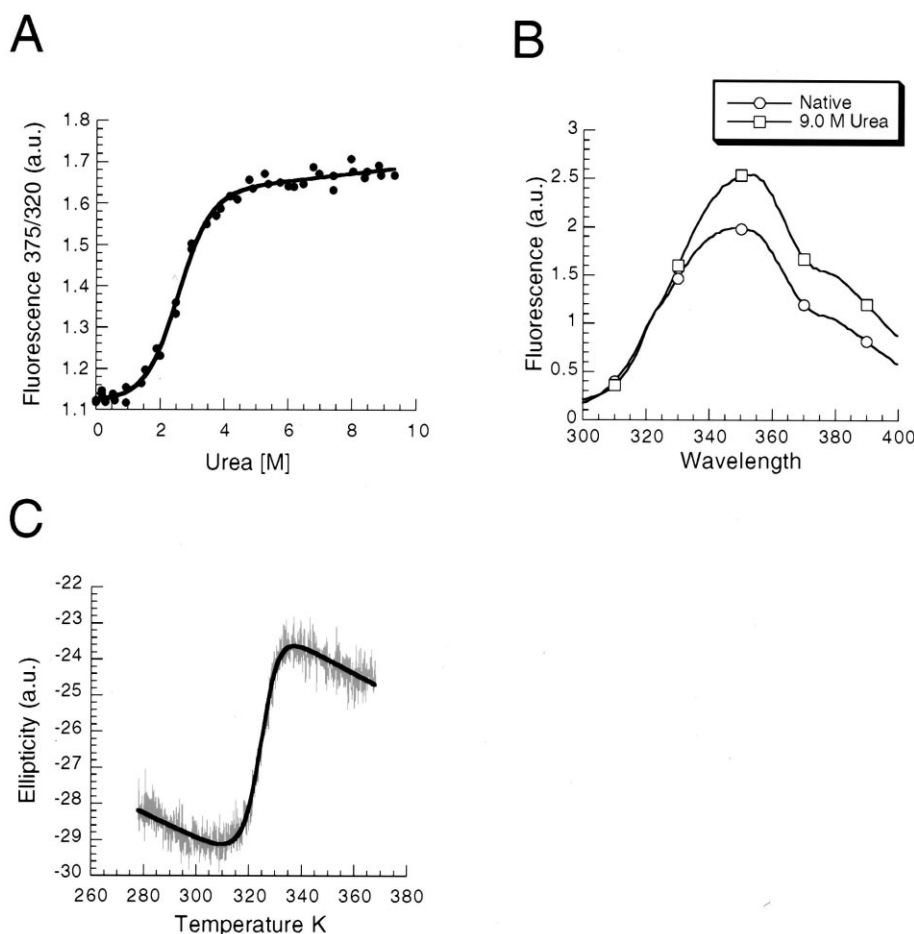 A
Fluorescence 375/320 (a.u.)
1.8
1.7
1.6
1.5
1.4
1.3
1.2
1.1
0 2 4 6 8 10
Urea [M]
B
Native
9.0 M Urea
Fluorescence (a.u.)
3
2.5
2
1.5
1
0.5
0
300 320 340 360 380 400
Wavelength
C
Ellipticity (a.u.)
-22
-23
-24
-25
-26
-27
-28
-29
-30
260 280 300 320 340 360 380
Temperature K